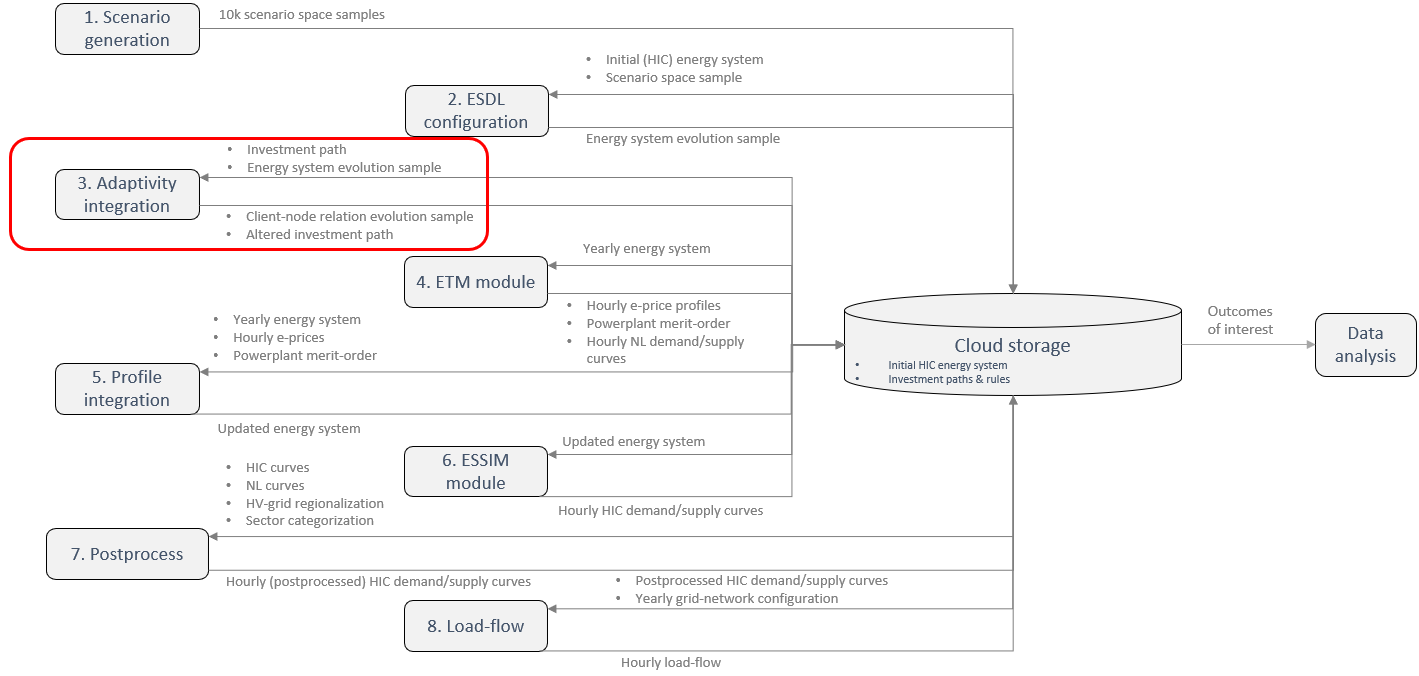 1. Scenario
generation
10k scenario space samples
• Initial (HIC) energy system
• Scenario space sample
2. ESDL
configuration
Energy system evolution sample
• Investment path
• Energy system evolution sample
3. Adaptivity
integration
• Client-node relation evolution sample
• Altered investment path
Yearly energy system
4. ETM module
• Hourly e-price profiles
• Powerplant merit-order
• Hourly NL demand/supply
curves
• Yearly energy system
• Hourly e-prices
• Powerplant merit-order
5. Profile
integration
Updated energy system
Cloud storage
• Initial HIC energy system
• Investment paths & rules
Outcomes
of interest
Data
analysis
Updated energy system
6. ESSIM
module
Hourly HIC demand/supply curves
• HIC curves
• NL curves
• HV-grid regionalization
• Sector categorization
7. Postprocess
Hourly (postprocessed) HIC demand/supply curves
• Postprocessed HIC demand/supply curves
• Yearly grid-network configuration
8. Load-flow
Hourly load-flow